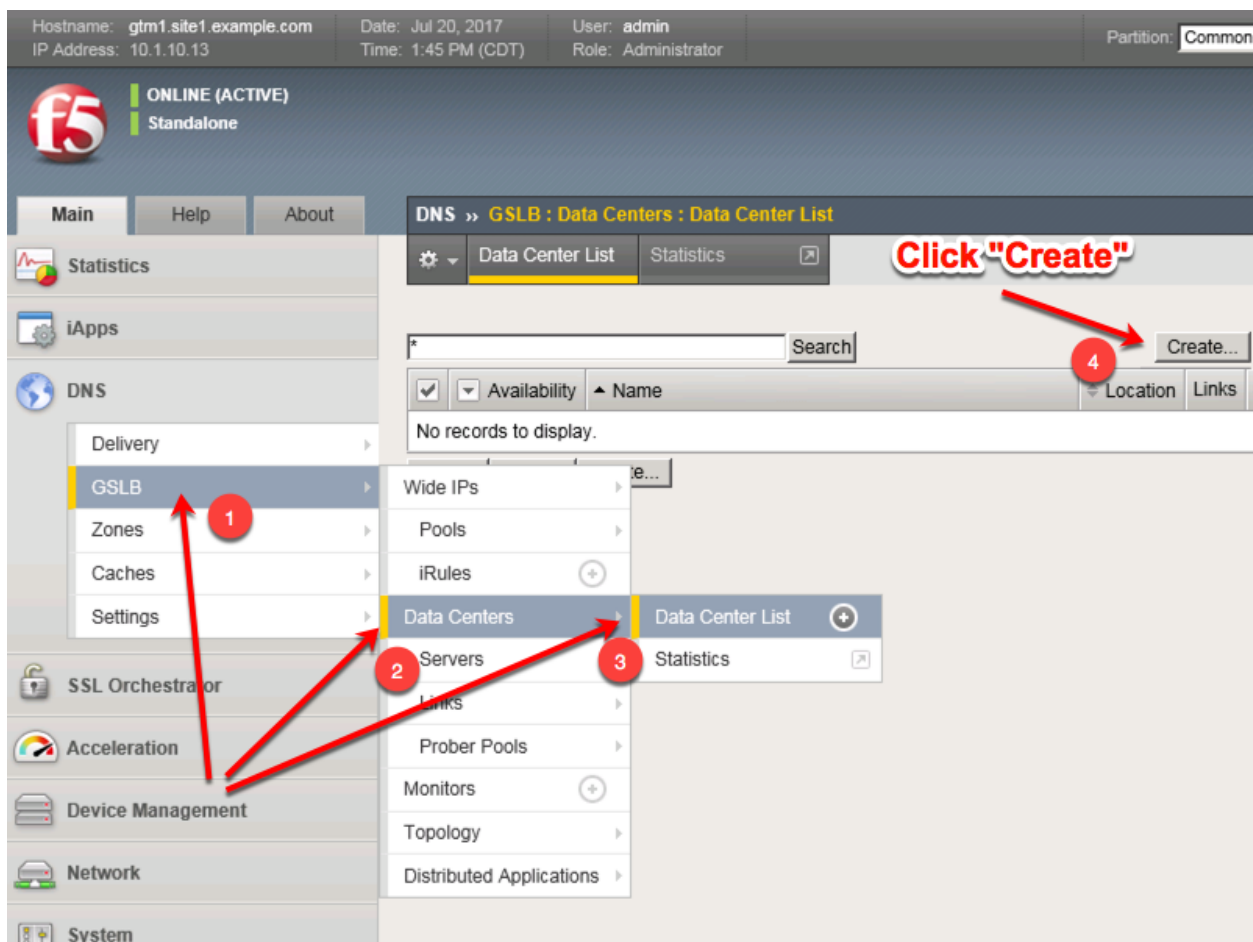 Hostname: gtm1.site1.example.com Date: Jul 20, 2017 User: admin Partition: Common
IP Address: 10.1.10.13 Time: 1:45 PM (CDT) Role: Administrator
f5
ONLINE (ACTIVE)
Standalone
Main Help About
DNS ›› GSLB : Data Centers : Data Center List
Data Center List Statistics
Click "Create"
Statistics
iApps
* Search Create...
4
Availability Name Location Links
No records to display.
DNS
Delivery
GSLB
1
Zones
Caches
Settings
Wide IPs
Pools
iRules
Data Centers
2
Servers
Links
Prober Pools
Monitors
Topology
Distributed Applications
3
Data Center List
Statistics
SSL Orchestrator
Acceleration
Device Management
Network
System